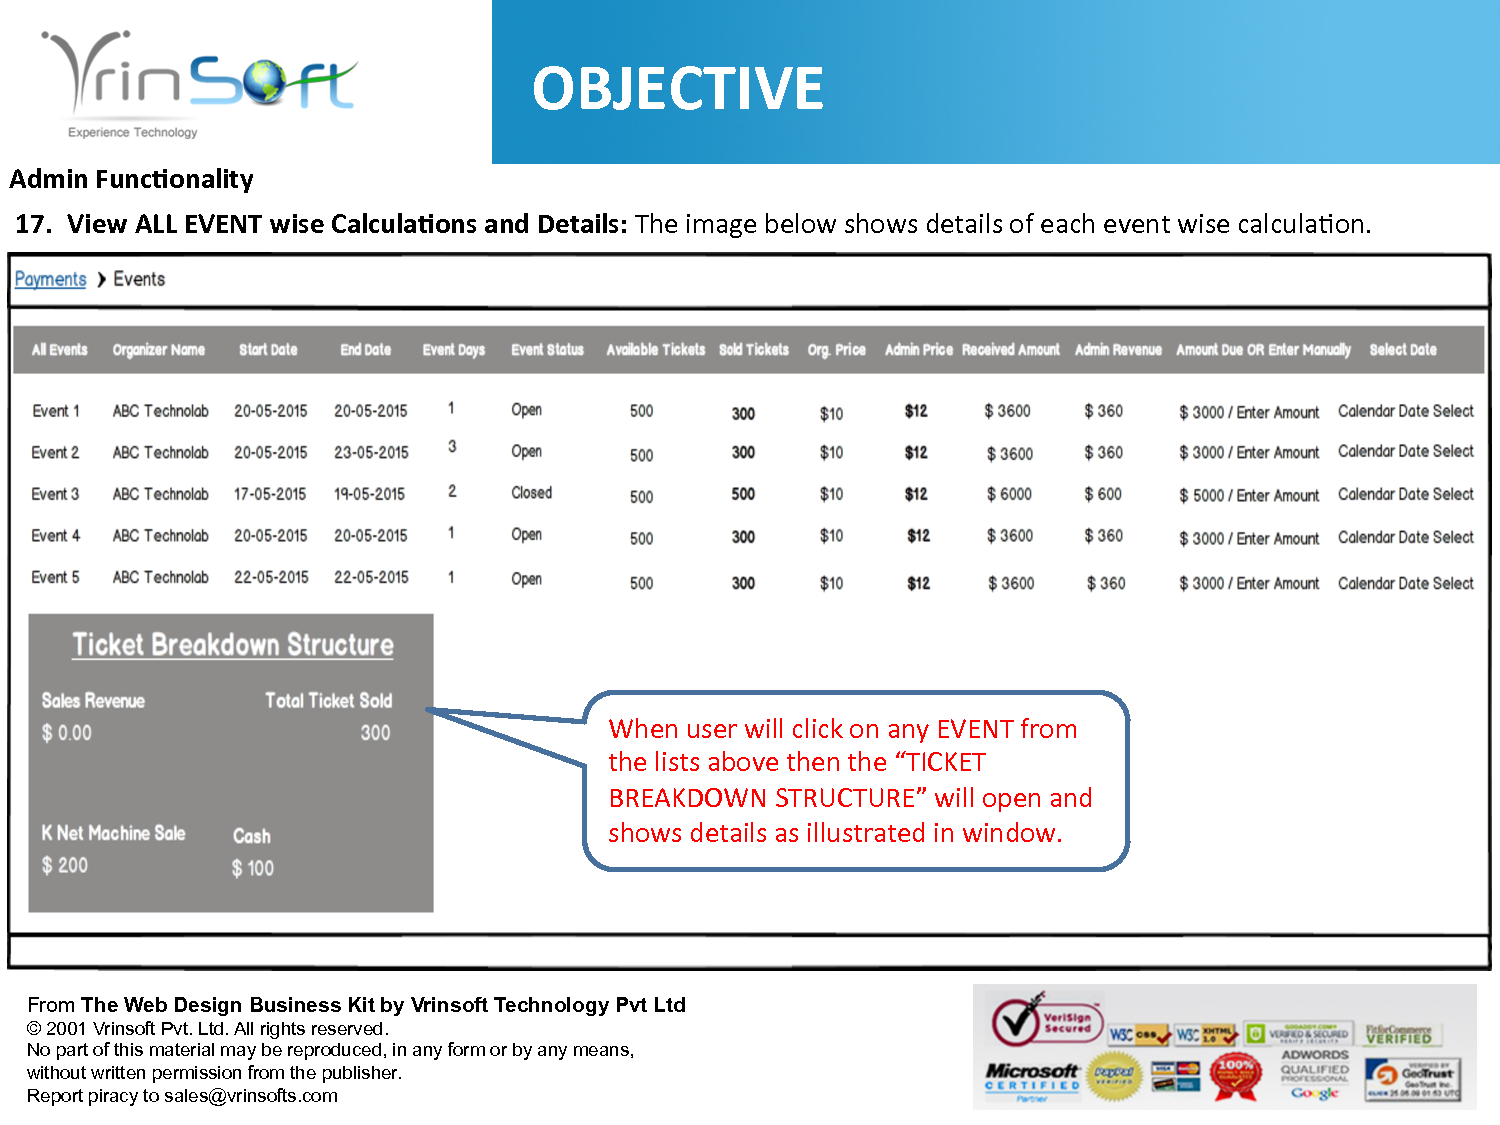 VrinSoft
Experience Technology
OBJECTIVE
Admin Functionality
17. View ALL EVENT wise Calculations and Details: The image below shows details of each event wise calculation.
Payments > Events
All Events Organizer Name Start Date End Date Event Days Event Status Available Tickets Sold Tickets Org. Price Admin Price Received Amount Admin Revenue Amount Due OR Enter Manually Select Date
Event 1 ABC Technolab 20-05-2015 20-05-2015 1 Open 500 300 $10 $12 $ 3600 $ 360 $ 3000 / Enter Amount Calendar Date Select
Event 2 ABC Technolab 20-05-2015 23-05-2015 3 Open 500 300 $10 $12 $ 3600 $ 360 $ 3000 / Enter Amount Calendar Date Select
Event 3 ABC Technolab 17-05-2015 19-05-2015 2 Closed 500 500 $10 $12 $ 6000 $ 600 $ 5000 / Enter Amount Calendar Date Select
Event 4 ABC Technolab 20-05-2015 20-05-2015 1 Open 500 300 $10 $12 $ 3600 $ 360 $ 3000 / Enter Amount Calendar Date Select
Event 5 ABC Technolab 22-05-2015 22-05-2015 1 Open 500 300 $10 $12 $ 3600 $ 360 $ 3000 / Enter Amount Calendar Date Select
Ticket Breakdown Structure
Sales Revenue Total Ticket Sold
$ 0.00 300
K Net Machine Sale Cash
$ 200 $ 100
When user will click on any EVENT from
the lists above then the “TICKET
BREAKDOWN STRUCTURE” will open and
shows details as illustrated in window.
From The Web Design Business Kit by Vrinsoft Technology Pvt Ltd
© 2001 Vrinsoft Pvt. Ltd. All rights reserved.
No part of this material may be reproduced, in any form or by any means,
without written permission from the publisher.
Report piracy to sales@vrinsofts.com
VeriSign
Secured
W3C CSS
W3C XHTML 1.0
VERIFIED & SECURED
FitforCommerce
VERIFIED
Microsoft
CERTIFIED
Partner
PayPal
VERIFIED
100%
ADWORDS
QUALIFIED
PROFESSIONAL
Google
VERIFIED BY
GeoTrust
GeoTrust Inc.